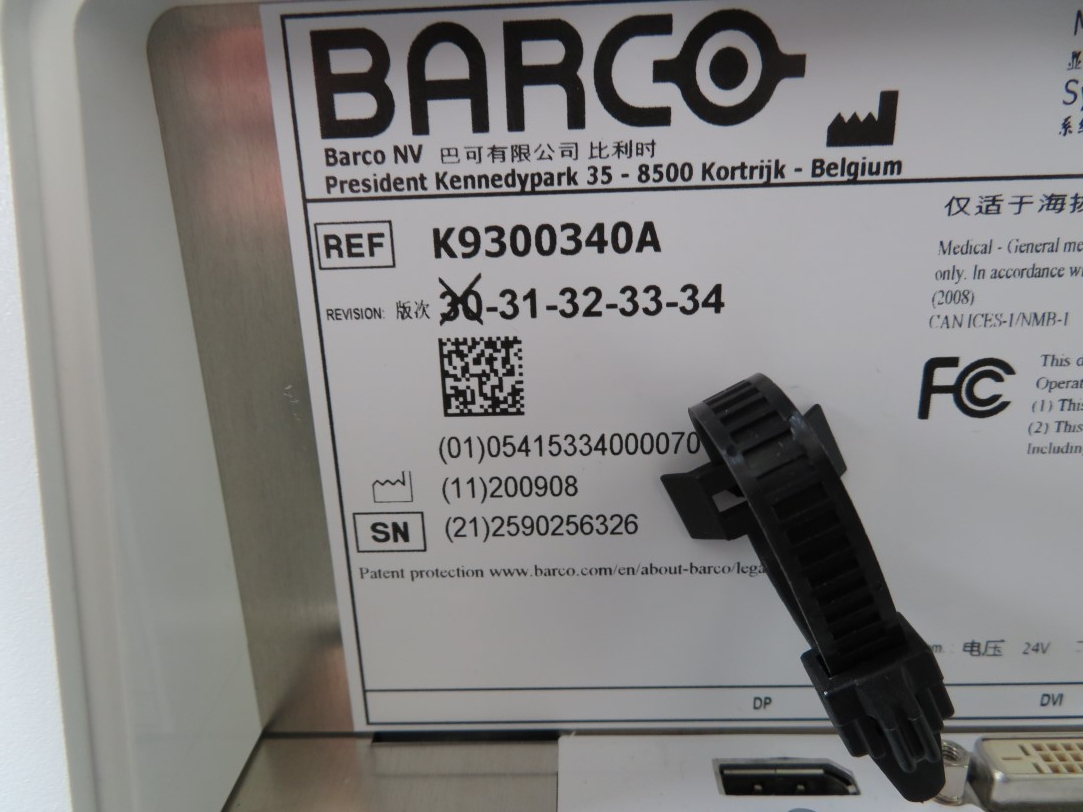 BARCO
Barco NV 巴可有限公司 比利时
President Kennedypark 35 - 8500 Kortrijk - Belgium
REF K9300340A
REVISION: 版次 30-31-32-33-34
(01)05415334000070
(11)200908
SN (21)2590256326
Patent protection www.barco.com/en/about-barco/lega
仅适于海拔
Medical - General me
only. In accordance wi
(2008)
CAN ICES-1/NMB-1
FC
This d
Operat
(1) This
(2) This
Includin
电压 24V
DP DVI